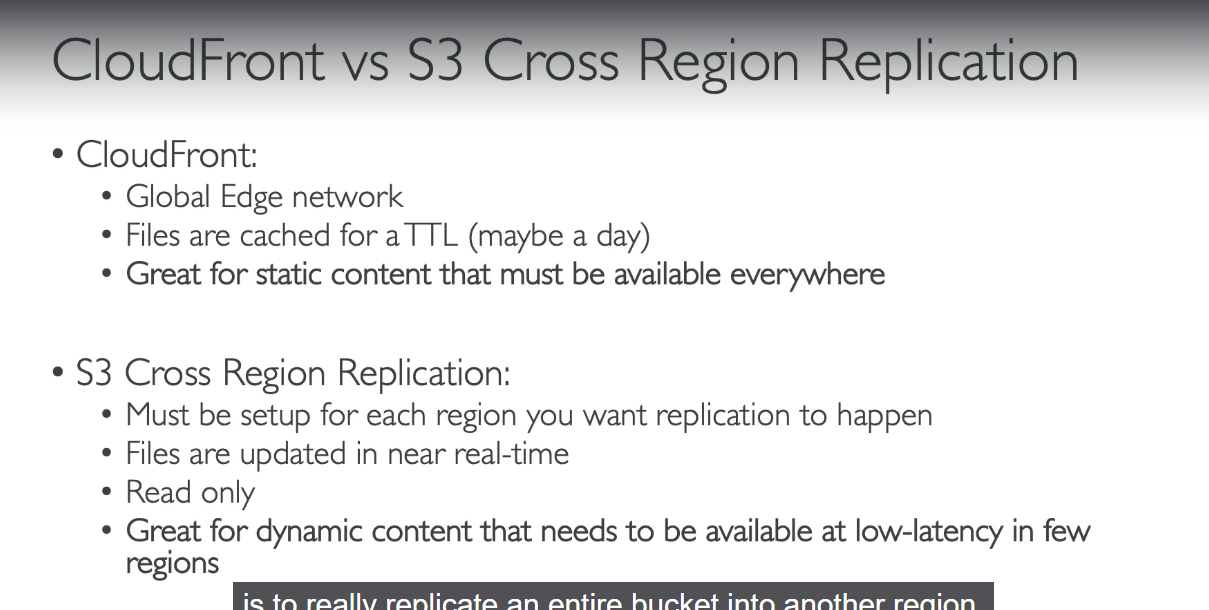 CloudFront vs S3 Cross Region Replication
• CloudFront:
• Global Edge network
• Files are cached for a TTL (maybe a day)
• Great for static content that must be available everywhere
• S3 Cross Region Replication:
• Must be setup for each region you want replication to happen
• Files are updated in near real-time
• Read only
• Great for dynamic content that needs to be available at low-latency in few
regions
is to really replicate an entire bucket into another region